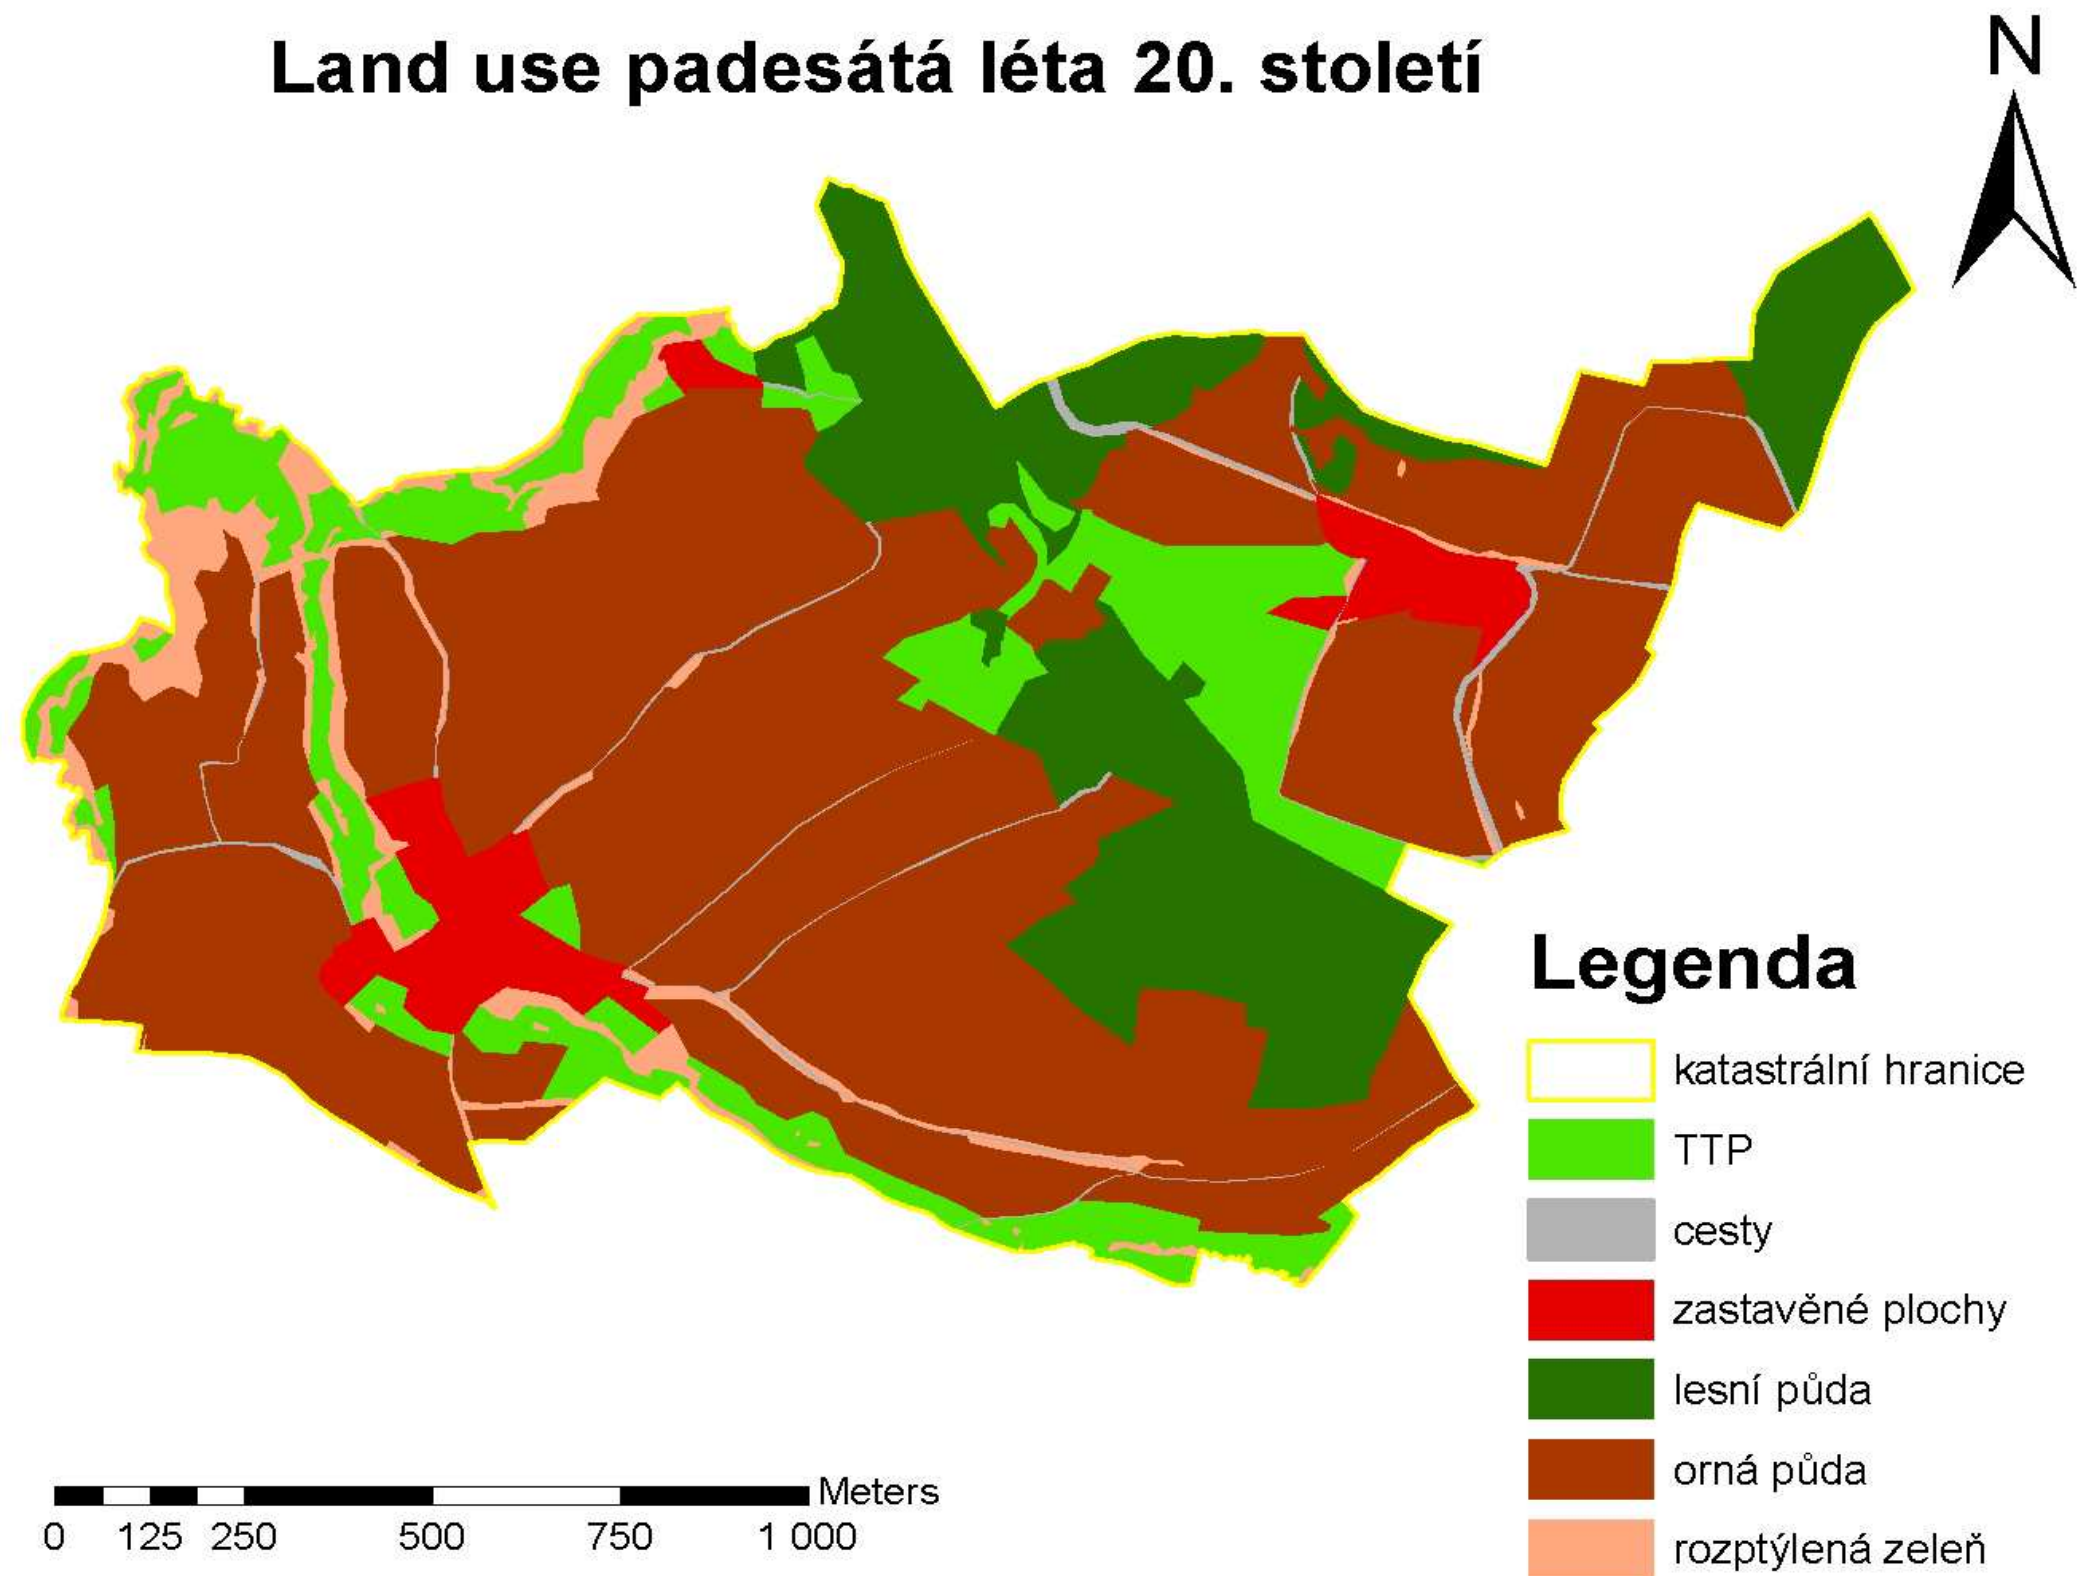 Land use padesátá léta 20. století
N
Legenda
katastrální hranice
TTP
cesty
zastavěné plochy
lesní půda
orná půda
rozptýlená zeleň
Meters
0 125 250 500 750 1 000